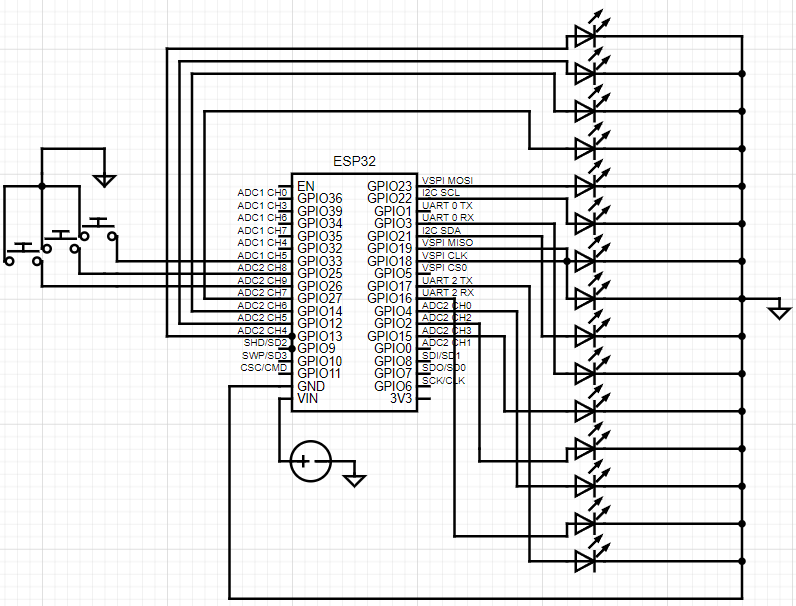 ESP32
EN
ADC1 CH0 GPIO36
ADC1 CH3 GPIO39
ADC1 CH6 GPIO34
ADC1 CH7 GPIO35
ADC1 CH4 GPIO32
ADC1 CH5 GPIO33
ADC2 CH8 GPIO25
ADC2 CH9 GPIO26
ADC2 CH7 GPIO27
ADC2 CH6 GPIO14
ADC2 CH5 GPIO12
ADC2 CH4 GPIO13
SHD/SD2 GPIO9
SWP/SD3 GPIO10
CSC/CMD GPIO11
GND
VIN
GPIO23 VSPI MOSI
GPIO22 I2C SCL
GPIO1 UART 0 TX
GPIO3 UART 0 RX
GPIO21 I2C SDA
GPIO19 VSPI MISO
GPIO18 VSPI CLK
GPIO5 VSPI CS0
GPIO17 UART 2 TX
GPIO16 UART 2 RX
GPIO4 ADC2 CH0
GPIO2 ADC2 CH2
GPIO15 ADC2 CH3
GPIO0 ADC2 CH1
GPIO8 SDI/SD1
GPIO7 SDO/SD0
GPIO6 SCK/CLK
3V3